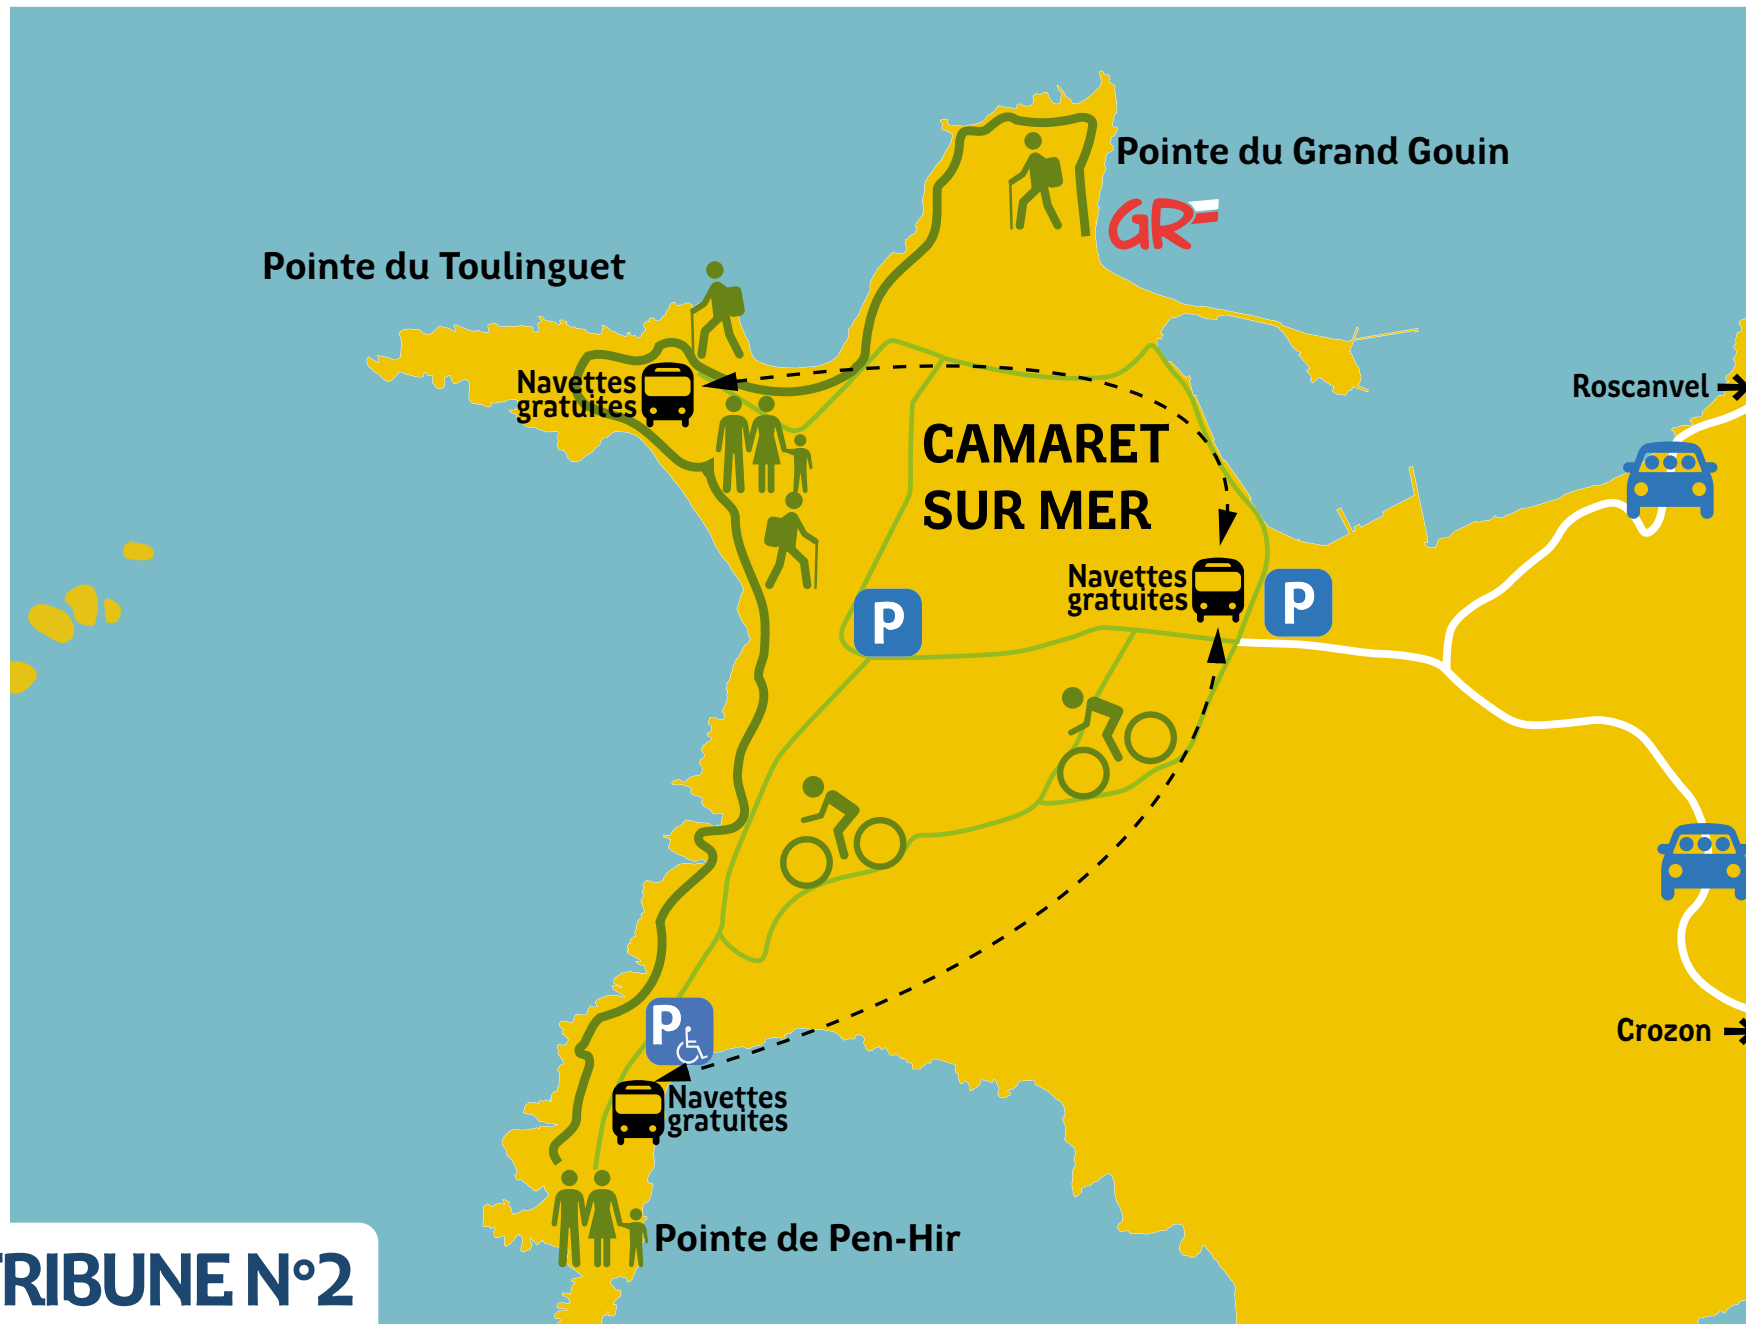 Pointe du Grand Gouin
GR
Pointe du Toulinguet
Navettes
gratuites
Roscanvel
CAMARET
SUR MER
Navettes
gratuites
P
P
P
Crozon
Navettes
gratuites
Pointe de Pen-Hir
TRIBUNE N°2